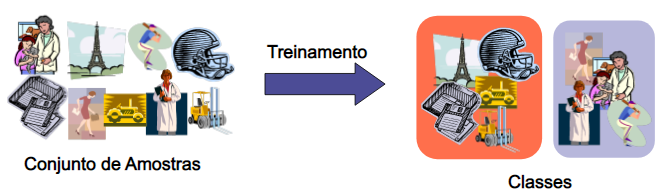 Treinamento
Conjunto de Amostras
Classes